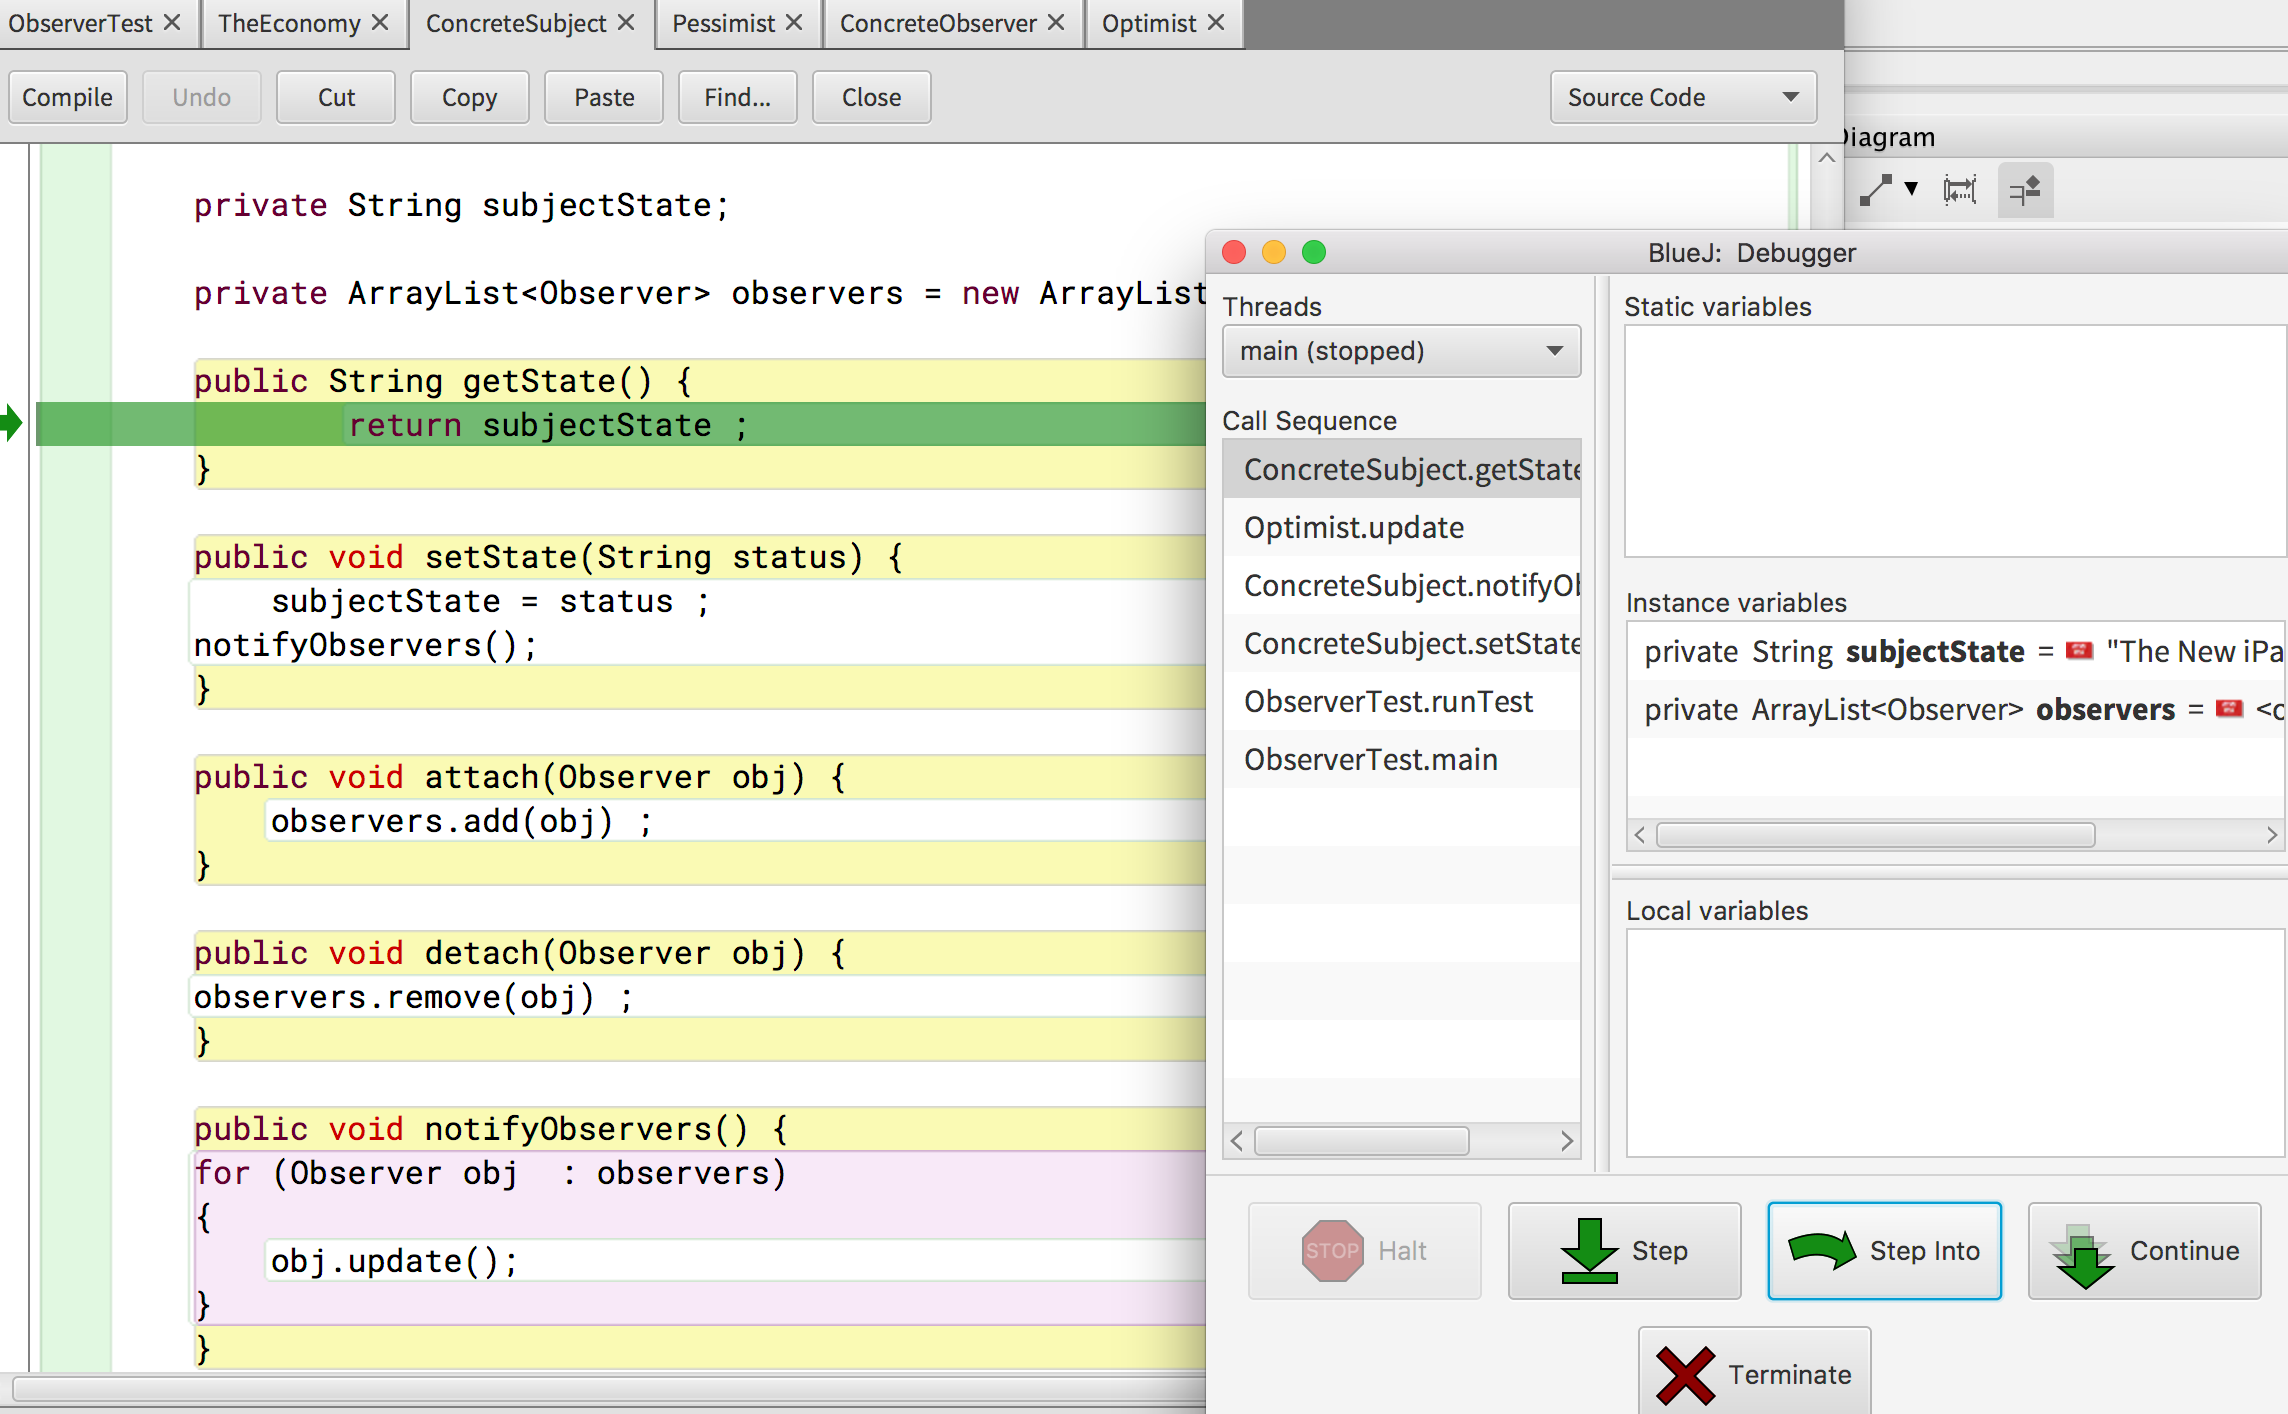 ObserverTest TheEconomy ConcreteSubject Pessimist ConcreteObserver Optimist
Compile Undo Cut Copy Paste Find... Close Source Code
private String subjectState;
private ArrayList<Observer> observers = new ArrayList
public String getState() {
return subjectState ;
}
public void setState(String status) {
subjectState = status ;
notifyObservers();
}
public void attach(Observer obj) {
observers.add(obj) ;
}
public void detach(Observer obj) {
observers.remove(obj) ;
}
public void notifyObservers() {
for (Observer obj  : observers)
{
obj.update();
}
}
Diagram
BlueJ: Debugger
Threads
main (stopped)
Call Sequence
ConcreteSubject.getState
Optimist.update
ConcreteSubject.notifyOb
ConcreteSubject.setState
ObserverTest.runTest
ObserverTest.main
Static variables
Instance variables
private String subjectState = "The New iPa
private ArrayList<Observer> observers = <o
Local variables
STOP Halt
Step
Step Into
Continue
Terminate